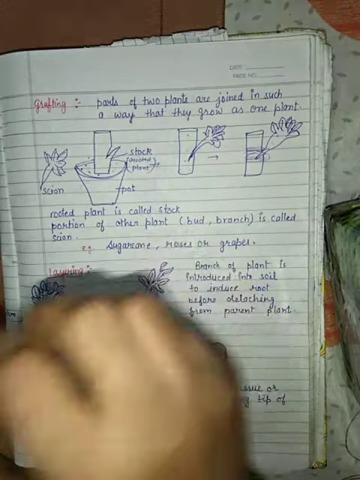 DATE
PAGE NO.
Grafting :- parts of two plants are joined in such
a way that they grow as one plant
stock
(second
plant)
scion
pot
rooted plant is called stock
portion of other plant (bud, branch) is called
scion.
eg. Sugarcane, roses or grapes.
Layering :
Branch of plant is
introduced into soil
to induce root
before detaching
from parent plant.
or
tip of